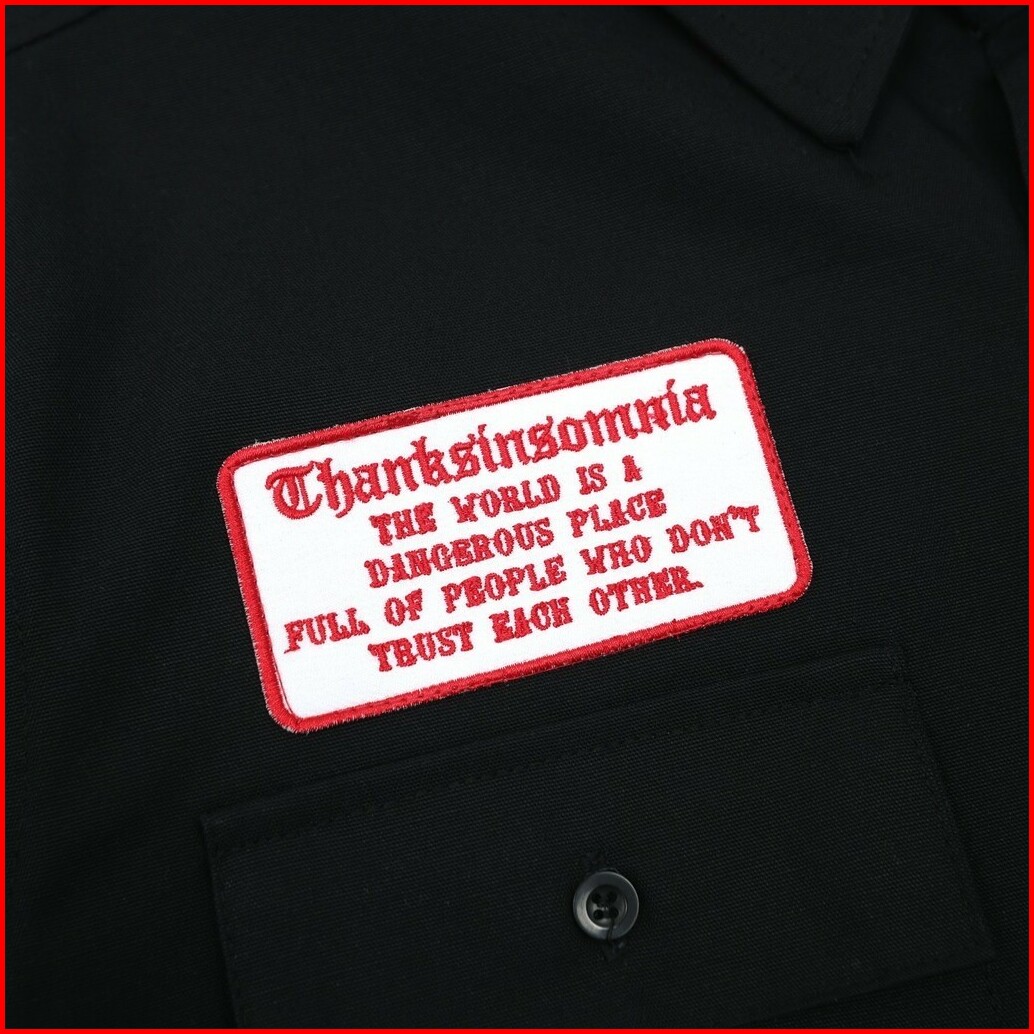 Thanksinsomnia
THE WORLD IS A
DANGEROUS PLACE
FULL OF PEOPLE WHO DON'T
TRUST EACH OTHER.